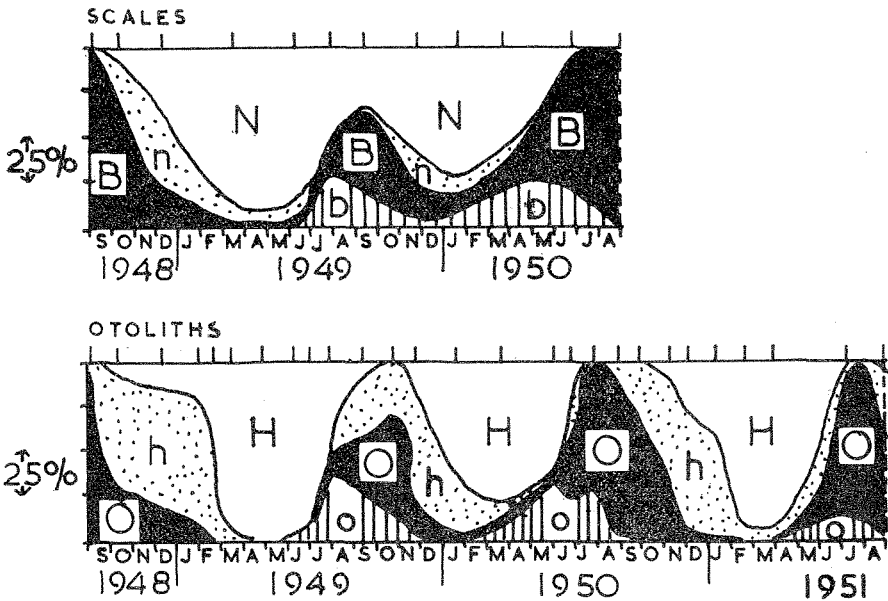 SCALES
N N
B n B n B
25%
b b
S O N D J F M A M J J A S O N D J F M A M J J A
1948 1949 1950
OTOLITHS
h H O h H O h H O
25%
O o o o
S O N D J F M A M J J A S O N D J F M A M J J A S O N D J F M A M J J A
1948 1949 1950 1951